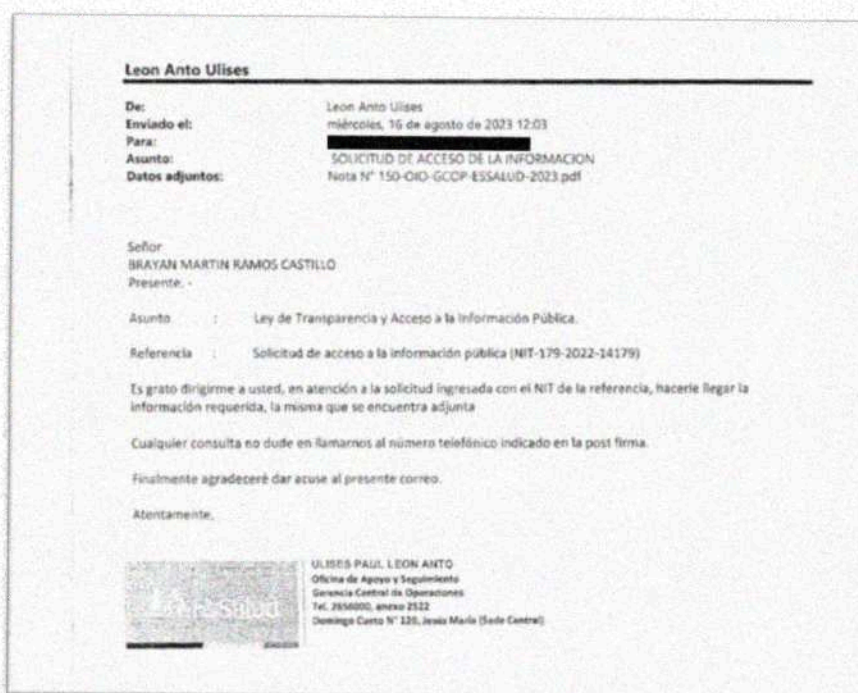 Leon Anto Ulises
De: Leon Anto Ulises
Enviado el: miércoles, 16 de agosto de 2023 12:03
Para:
Asunto: SOLICITUD DE ACCESO DE LA INFORMACION
Datos adjuntos: Nota N° 150-OIO-GCOP-ESSALUD-2023.pdf
Señor
BRAYAN MARTIN RAMOS CASTILLO
Presente. -
Asunto : Ley de Transparencia y Acceso a la Información Pública.
Referencia : Solicitud de acceso a la información pública (NIT-179-2022-14179)
Es grato dirigirme a usted, en atención a la solicitud ingresada con el NIT de la referencia, hacerle llegar la
información requerida, la misma que se encuentra adjunta
Cualquier consulta no dude en llamarnos al número telefónico indicado en la post firma.
Finalmente agradeceré dar acuse al presente correo.
Atentamente,
EsSalud
ULISES PAUL LEON ANTO
Oficina de Apoyo y Seguimiento
Gerencia Central de Operaciones
Tel. 2656000, anexo 2522
Domingo Cueto N° 120, Jesús María (Sede Central)